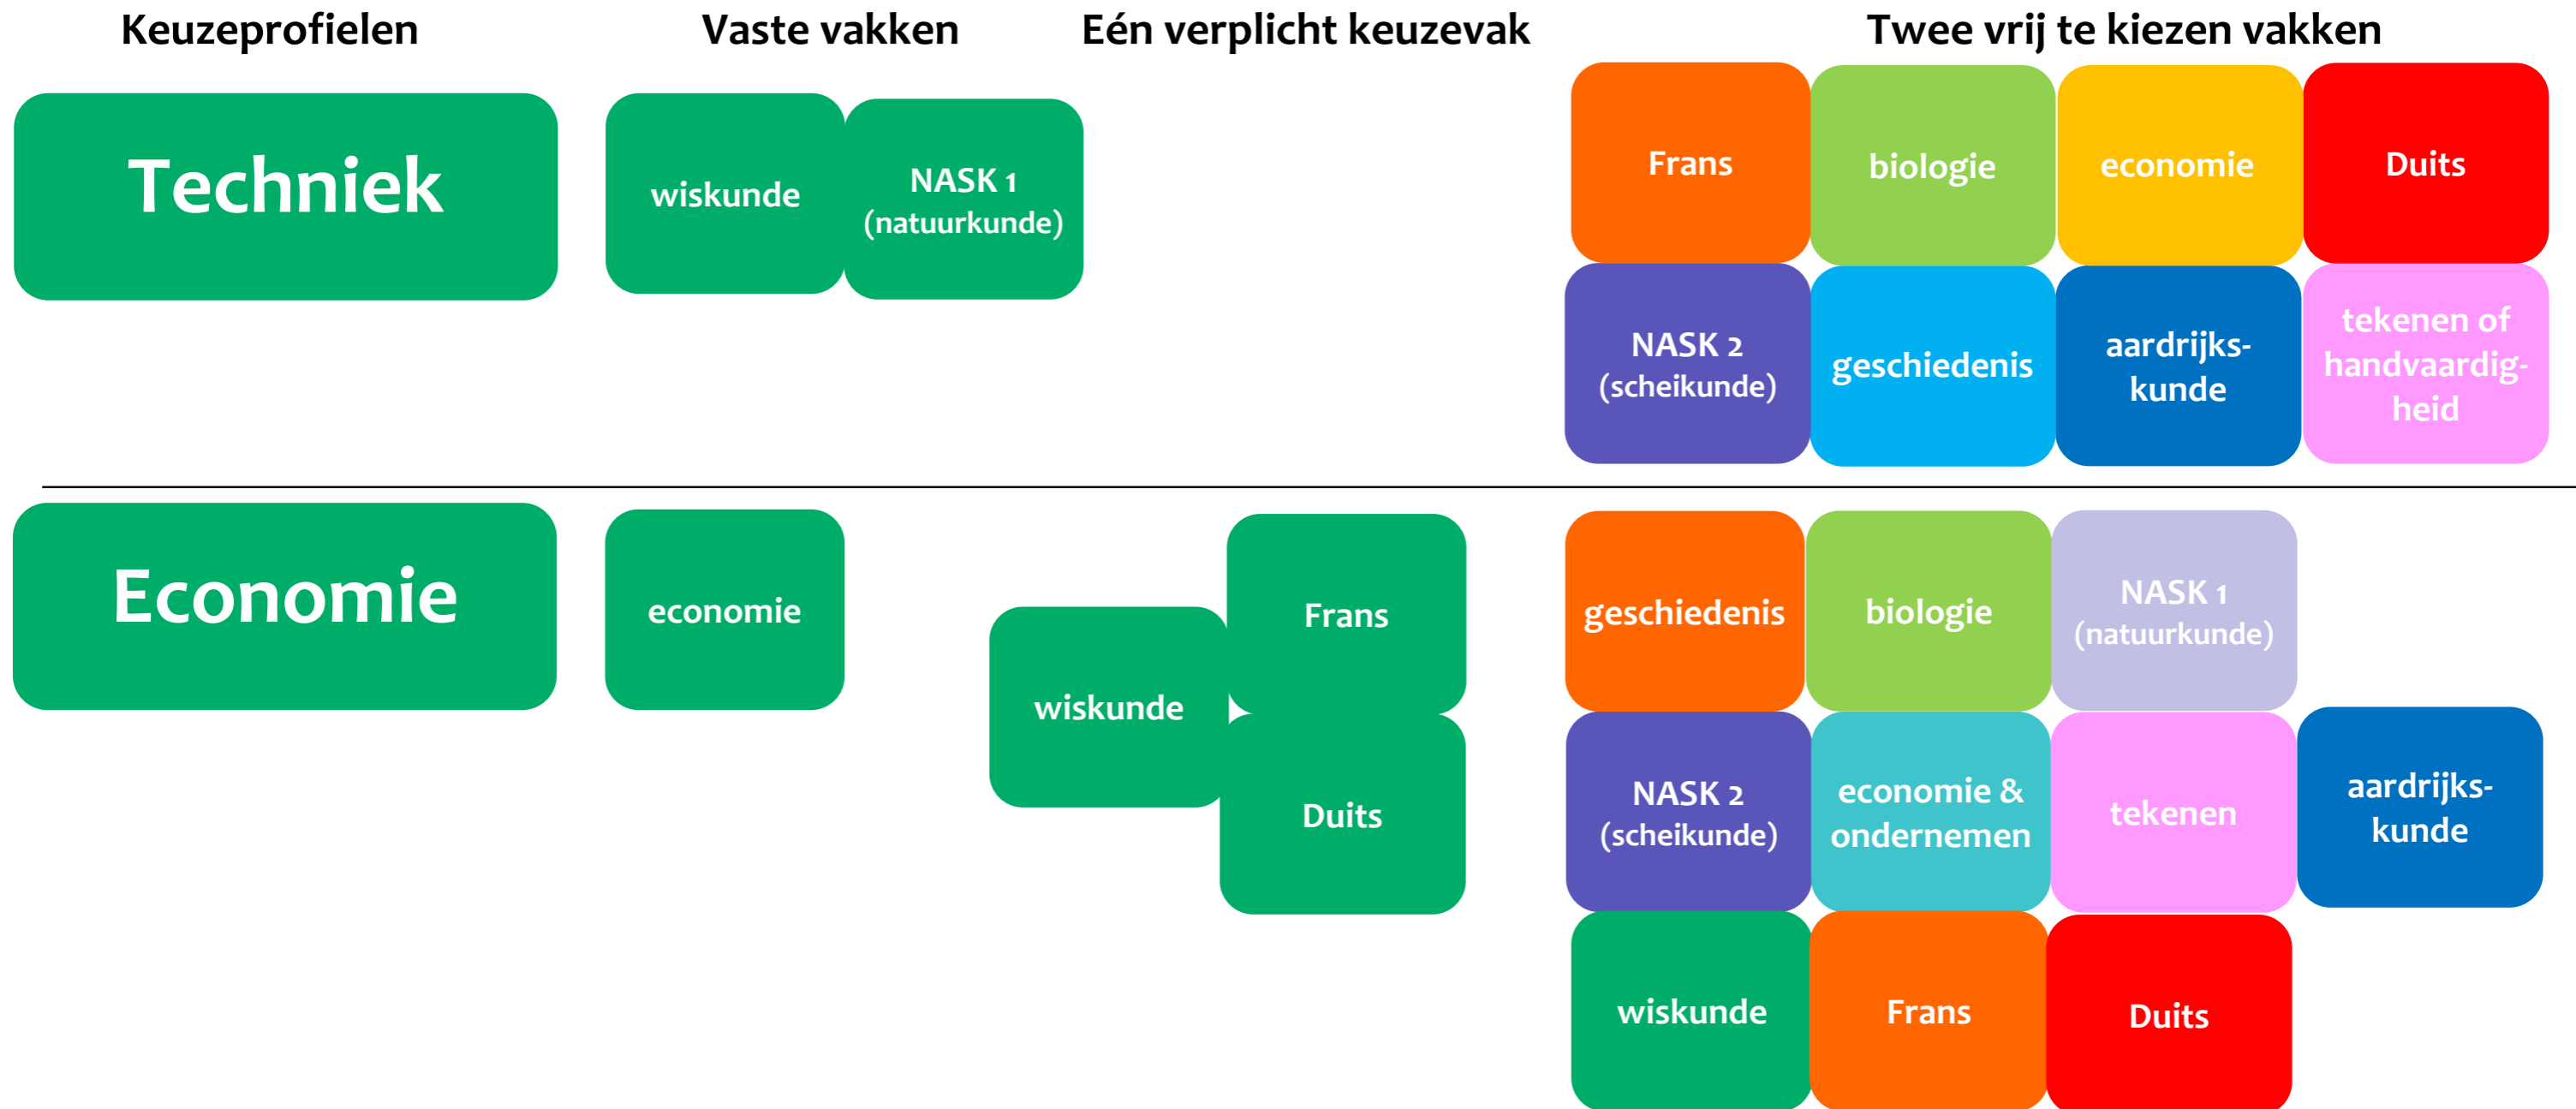 Keuzeprofielen
Vaste vakken
Eén verplicht keuzevak
Twee vrij te kiezen vakken
Techniek
wiskunde
NASK 1
(natuurkunde)
Frans
biologie
economie
Duits
NASK 2
(scheikunde)
geschiedenis
aardrijks-
kunde
tekenen of
handvaardig-
heid
Economie
economie
wiskunde
Frans
Duits
geschiedenis
biologie
NASK 1
(natuurkunde)
NASK 2
(scheikunde)
economie &
ondernemen
tekenen
aardrijks-
kunde
wiskunde
Frans
Duits